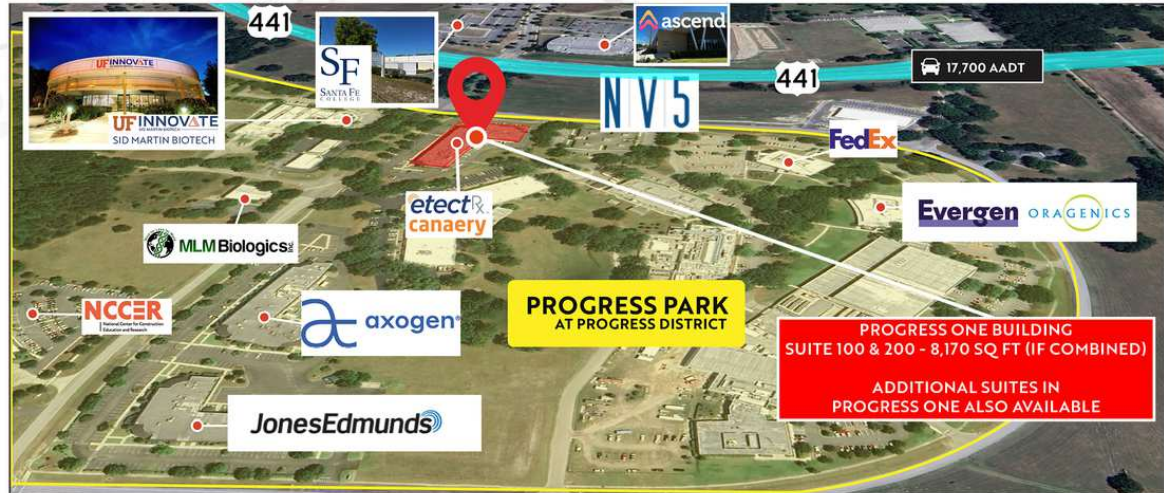 441
UF INNOVATE
UF INNOVATE
SID MARTIN BIOTECH
SF
SANTA FE
COLLEGE
ascend
441
17,700 AADT
NV5
FedEx
etectRx
canaery
Evergen
ORAGENICS
MLM Biologics Inc.
NCCER
National Center for Construction
Education and Research
axogen
PROGRESS PARK
AT PROGRESS DISTRICT
PROGRESS ONE BUILDING
SUITE 100 & 200 - 8,170 SQ FT (IF COMBINED)
ADDITIONAL SUITES IN
PROGRESS ONE ALSO AVAILABLE
JonesEdmunds